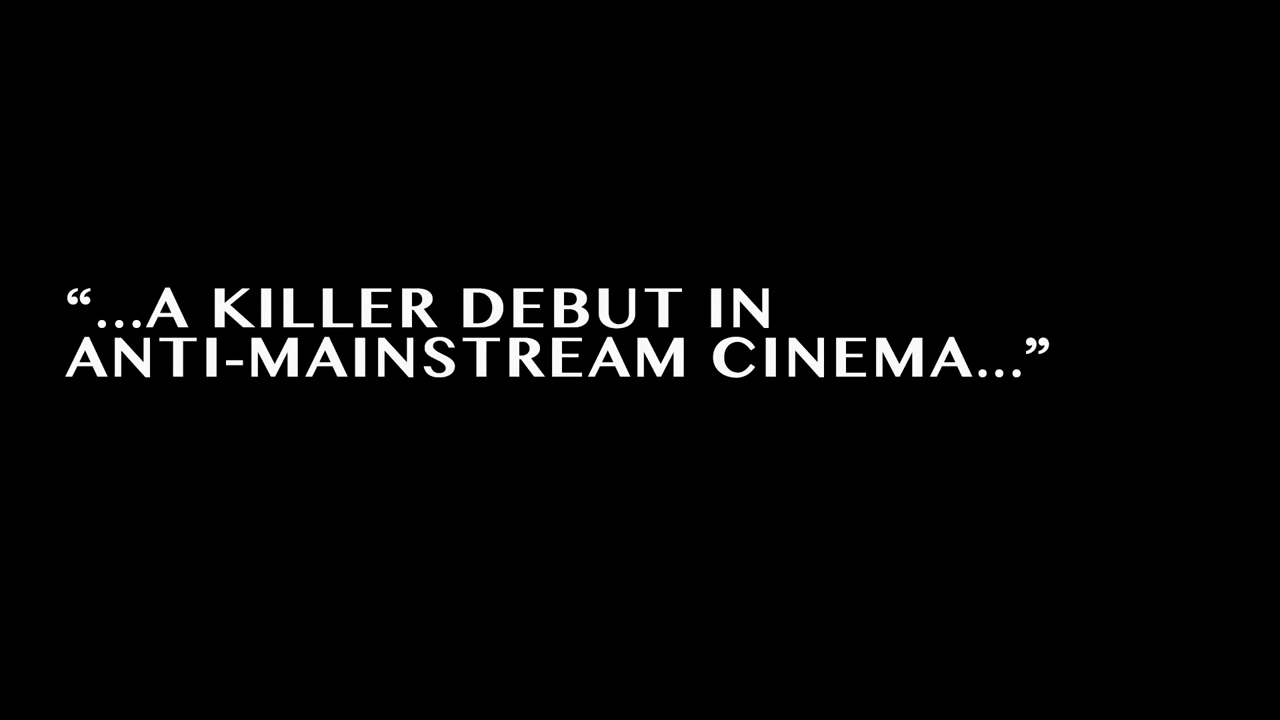 “...A KILLER DEBUT IN
ANTI-MAINSTREAM CINEMA...”